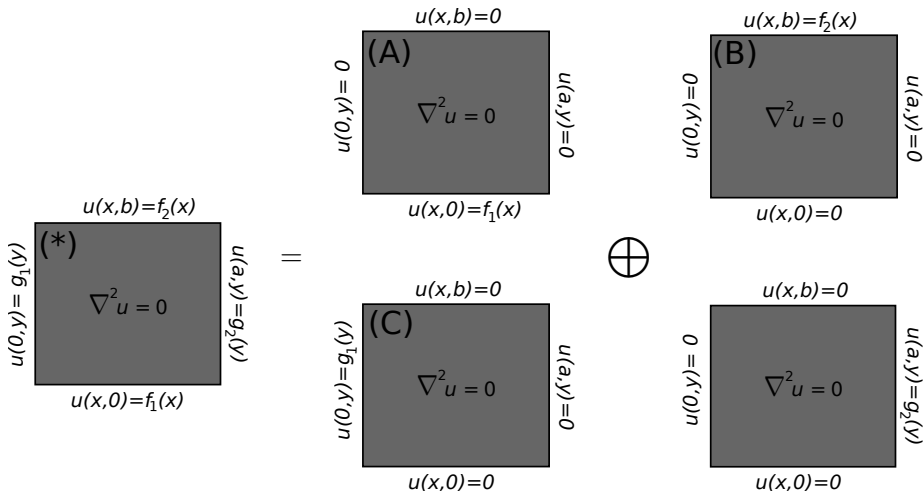 u(x,b)=f₂(x)
(*)
u(0,y)= g₁(y)
∇²u = 0
u(a,y)=g₂(y)
u(x,0)=f₁(x)
=
u(x,b)=0
(A)
u(0,y)= 0
∇²u = 0
u(a,y)=0
u(x,0)=f₁(x)
u(x,b)=f₂(x)
(B)
u(0,y)=0
∇²u = 0
u(a,y)=0
u(x,0)=0
⊕
u(x,b)=0
(C)
u(0,y)=g₁(y)
∇²u = 0
u(a,y)=0
u(x,0)=0
u(x,b)=0
u(0,y)= 0
∇²u = 0
u(a,y)=g₂(y)
u(x,0)=0